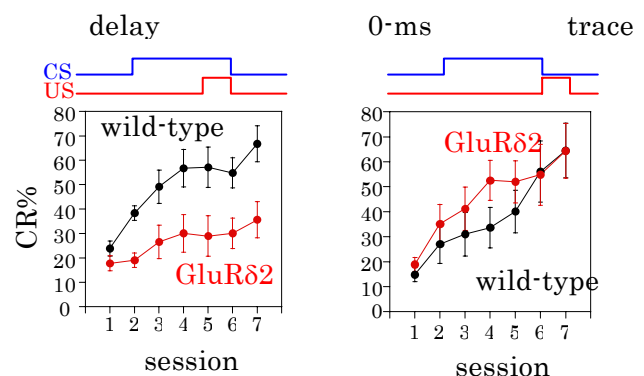 delay
0-ms trace
CS
US
80
70
60
50
40
30
20
10
0
CR%
wild-type
GluRδ2
1 2 3 4 5 6 7
session
80
70
60
50
40
30
20
10
0
GluRδ2
wild-type
1 2 3 4 5 6 7
session